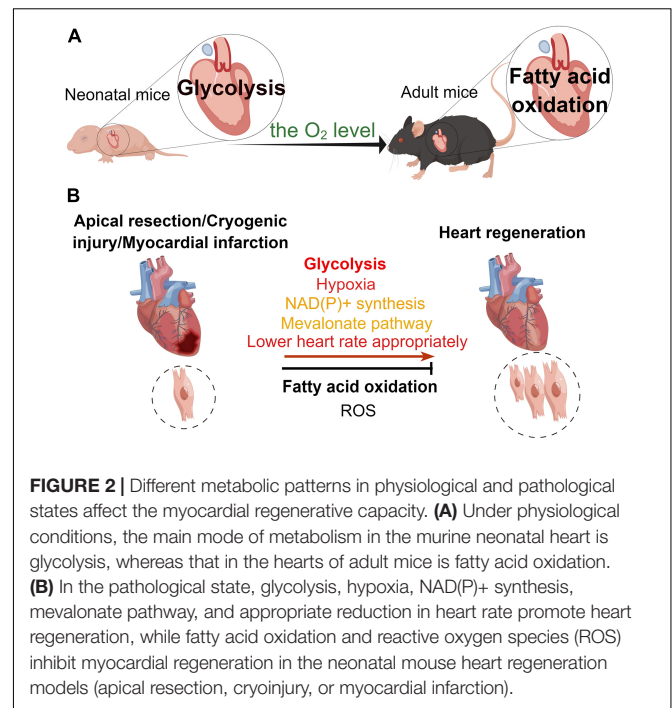 A
Neonatal mice
Glycolysis
Adult mice
Fatty acid
oxidation
the O₂ level
B
Apical resection/Cryogenic
injury/Myocardial infarction
Heart regeneration
Glycolysis
Hypoxia
NAD(P)+ synthesis
Mevalonate pathway
Lower heart rate appropriately
Fatty acid oxidation
ROS
FIGURE 2 | Different metabolic patterns in physiological and pathological
states affect the myocardial regenerative capacity. (A) Under physiological
conditions, the main mode of metabolism in the murine neonatal heart is
glycolysis, whereas that in the hearts of adult mice is fatty acid oxidation.
(B) In the pathological state, glycolysis, hypoxia, NAD(P)+ synthesis,
mevalonate pathway, and appropriate reduction in heart rate promote heart
regeneration, while fatty acid oxidation and reactive oxygen species (ROS)
inhibit myocardial regeneration in the neonatal mouse heart regeneration
models (apical resection, cryoinjury, or myocardial infarction).